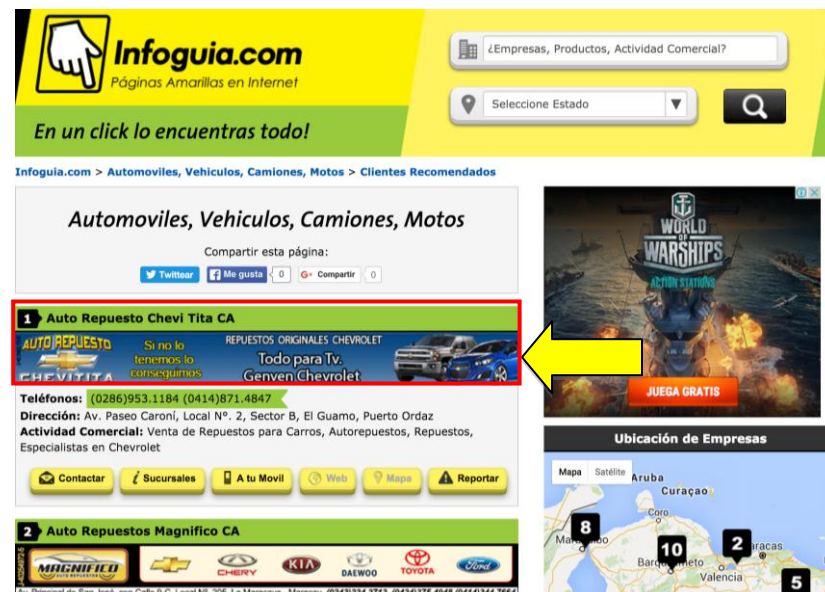 Infoguia.com
Páginas Amarillas en Internet
En un click lo encuentras todo!
¿Empresas, Productos, Actividad Comercial?
Seleccione Estado
Infoguia.com > Automoviles, Vehiculos, Camiones, Motos > Clientes Recomendados
Automoviles, Vehiculos, Camiones, Motos
Compartir esta página:
Twittear
Me gusta 0
G+ Compartir 0
1 Auto Repuesto Chevi Tita CA
AUTO REPUESTO
CHEVITITA
Si no lo
tenemos lo
conseguimos
REPUESTOS ORIGINALES CHEVROLET
Todo para Tv.
Genven Chevrolet
Teléfonos: (0286)953.1184 (0414)871.4847
Dirección: Av. Paseo Caroní, Local Nº. 2, Sector B, El Guamo, Puerto Ordaz
Actividad Comercial: Venta de Repuestos para Carros, Autorepuestos, Repuestos,
Especialistas en Chevrolet
Contactar
Sucursales
A tu Movil
Web
Mapa
Reportar
2 Auto Repuestos Magnifico CA
MAGNIFICO
AUTO REPUESTOS
CHERY
KIA
DAEWOO
TOYOTA
Ford
WORLD
OF
WARSHIPS
ACTION STATIONS
JUEGA GRATIS
Ubicación de Empresas
Mapa
Satélite
Aruba
Curaçao
Coro
8
10
2
5
Valencia